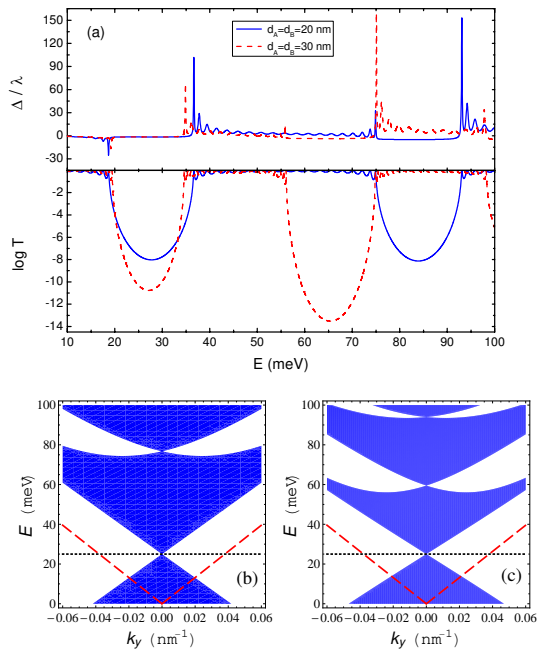 (a)
d_A=d_B=20 nm
d_A=d_B=30 nm
Δ / λ
150
120
90
60
30
0
-30
log T
-2
-4
-6
-8
-10
-12
-14
10 20 30 40 50 60 70 80 90 100
E (meV)
E (meV)
100
80
60
40
20
0
(b)
-0.06 -0.04 -0.02 0.00 0.02 0.04 0.06
k_y (nm⁻¹)
E (meV)
100
80
60
40
20
0
(c)
-0.06 -0.04 -0.02 0.00 0.02 0.04 0.06
k_y (nm⁻¹)